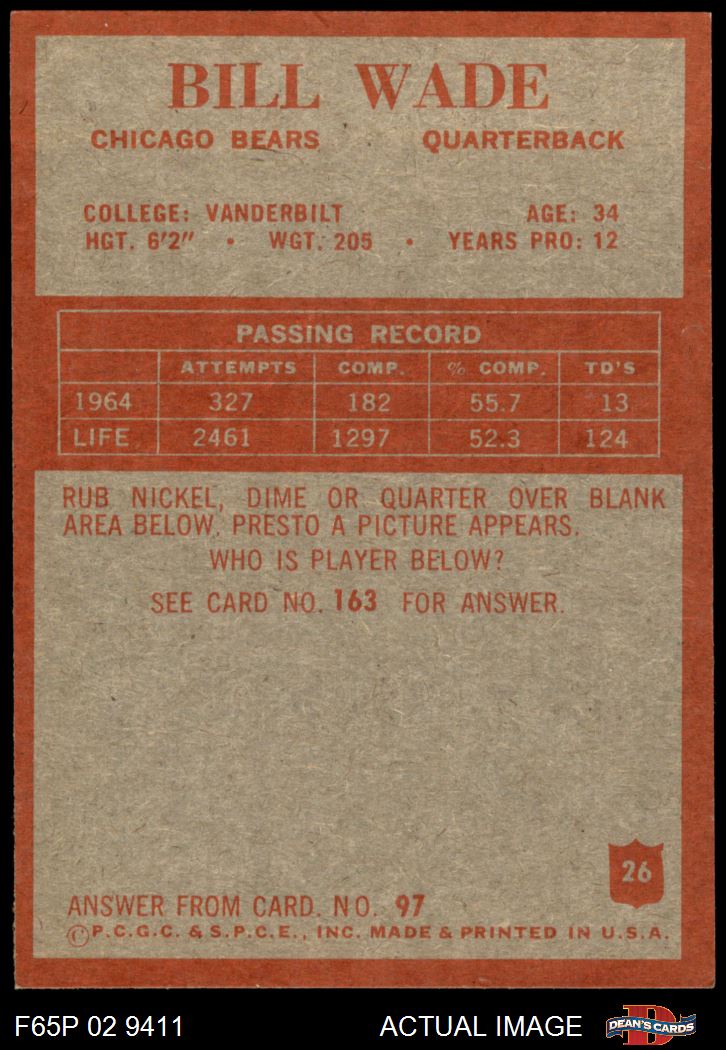 BILL WADE
CHICAGO BEARS QUARTERBACK
COLLEGE: VANDERBILT AGE: 34
HGT. 6'2" • WGT. 205 • YEARS PRO: 12
PASSING RECORD
ATTEMPTS COMP. % COMP. TD'S
1964 327 182 55.7 13
LIFE 2461 1297 52.3 124
RUB NICKEL, DIME OR QUARTER OVER BLANK
AREA BELOW, PRESTO A PICTURE APPEARS.
WHO IS PLAYER BELOW?
SEE CARD NO. 163 FOR ANSWER.
26
ANSWER FROM CARD. NO. 97
©P.C.G.C. & S.P.C.E., INC. MADE & PRINTED IN U.S.A.
F65P 02 9411 ACTUAL IMAGE D DEAN'S CARDS